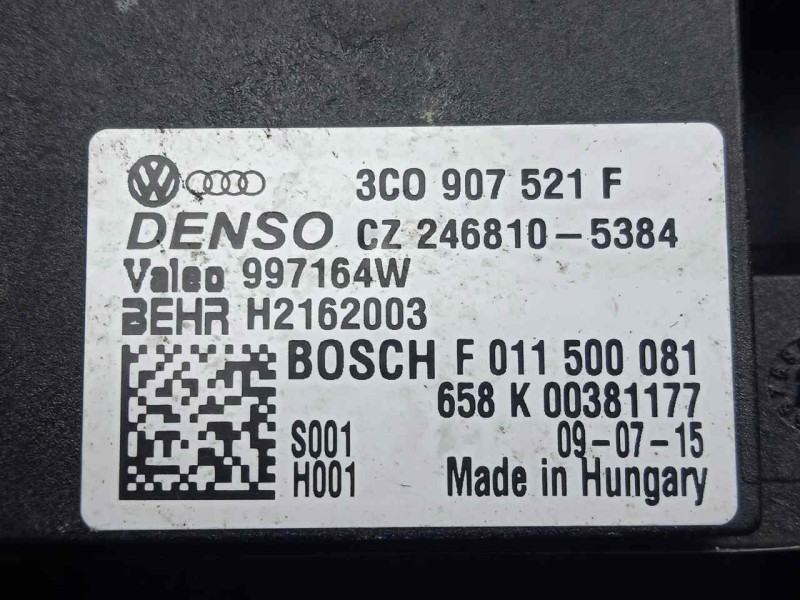 3C0 907 521 F
DENSO CZ 246810-5384
Valeo 997164W
BEHR H2162003
BOSCH F 011 500 081
658 K 00381177
S001 09-07-15
H001 Made in Hungary